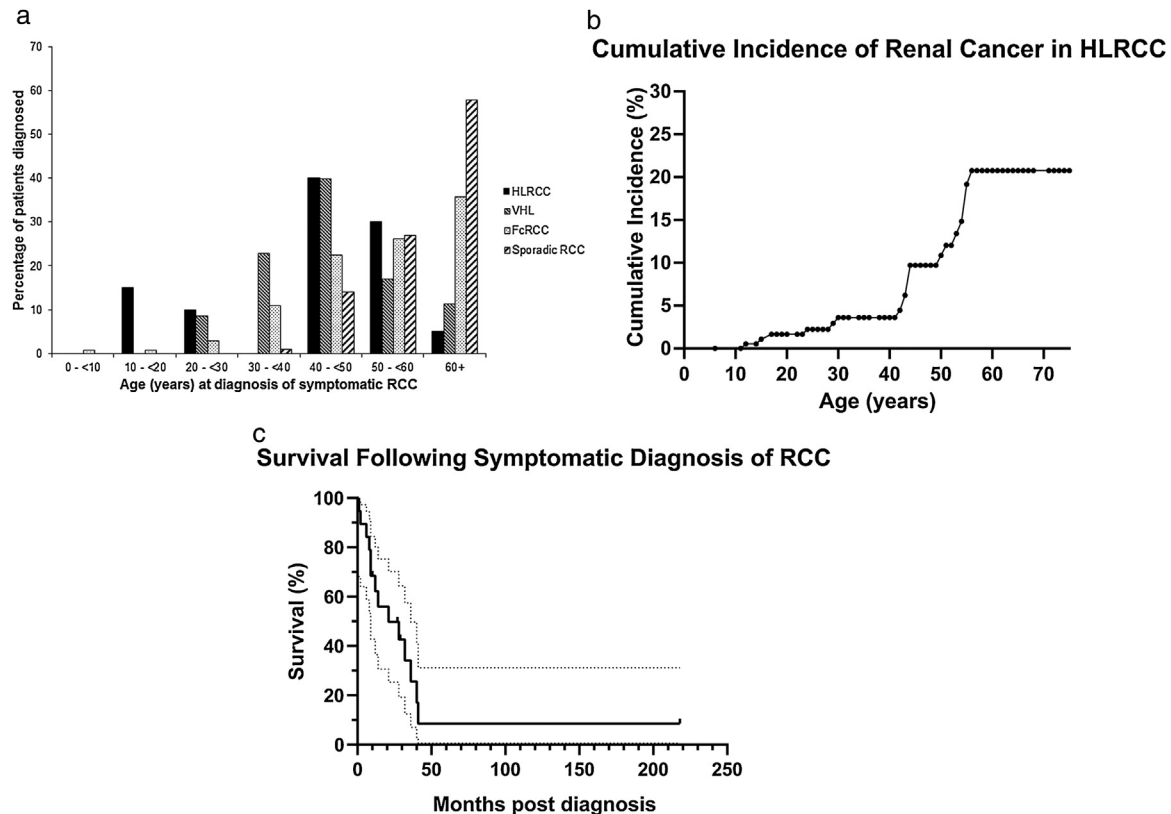 a
70
60
50
40
30
20
10
0
Percentage of patients diagnosed
HLRCC
VHL
FcRCC
Sporadic RCC
0 - <10 10 - <20 20 - <30 30 - <40 40 - <50 50 - <60 60+
Age (years) at diagnosis of symptomatic RCC
b
Cumulative Incidence of Renal Cancer in HLRCC
30
25
20
15
10
5
0
Cumulative Incidence (%)
0 10 20 30 40 50 60 70
Age (years)
c
Survival Following Symptomatic Diagnosis of RCC
100
80
60
40
20
0
Survival (%)
0 50 100 150 200 250
Months post diagnosis